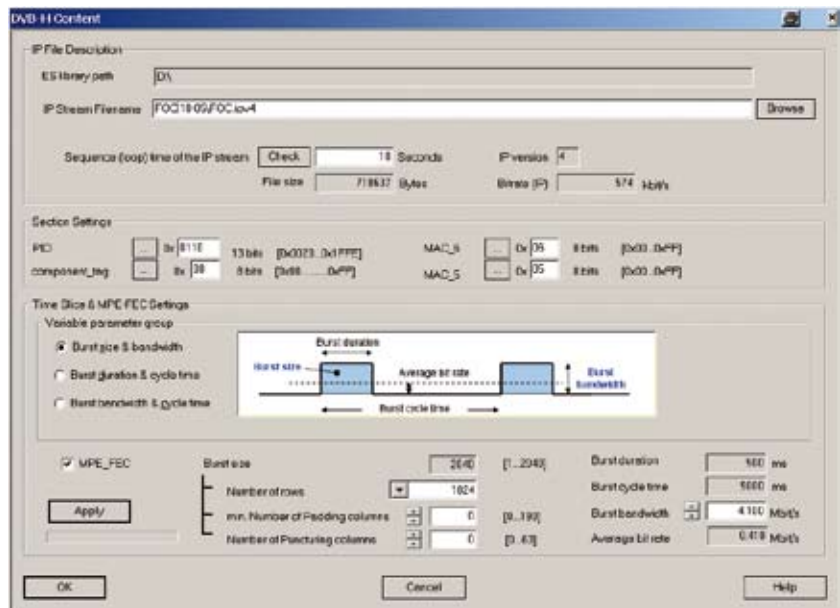 DVB-H Content
IP File Description
ES library path D:\
IP Stream Filename Browse
Sequence (loop) time of the IP stream Check 10 Seconds IP version 4
File size Bytes Bitrate (IP) 574 kbit/s
Section Settings
PID ... 0x 0110 13 bits [0x0023..0x1FFE] MAC_6 ... 0x 06 8 bits [0x00..0xFF]
component_tag ... 0x 8 bits MAC_5 ... 0x 05 8 bits [0x00..0xFF]
Time Slice & MPE FEC Settings
Variable parameter group
Burst size & bandwidth
Burst duration & cycle time
Burst bandwidth & cycle time
Burst duration
Burst size
Average bit rate
Burst bandwidth
Burst cycle time
MPE_FEC
Apply
Burst size 2040 [1..2040] Burst duration 500 ms
Number of rows 1024 Burst cycle time 5000 ms
min. Number of Padding columns 0 [0..190] Burst bandwidth 4.100 Mbit/s
Number of Puncturing columns 0 [0..63] Average bit rate Mbit/s
OK Cancel Help